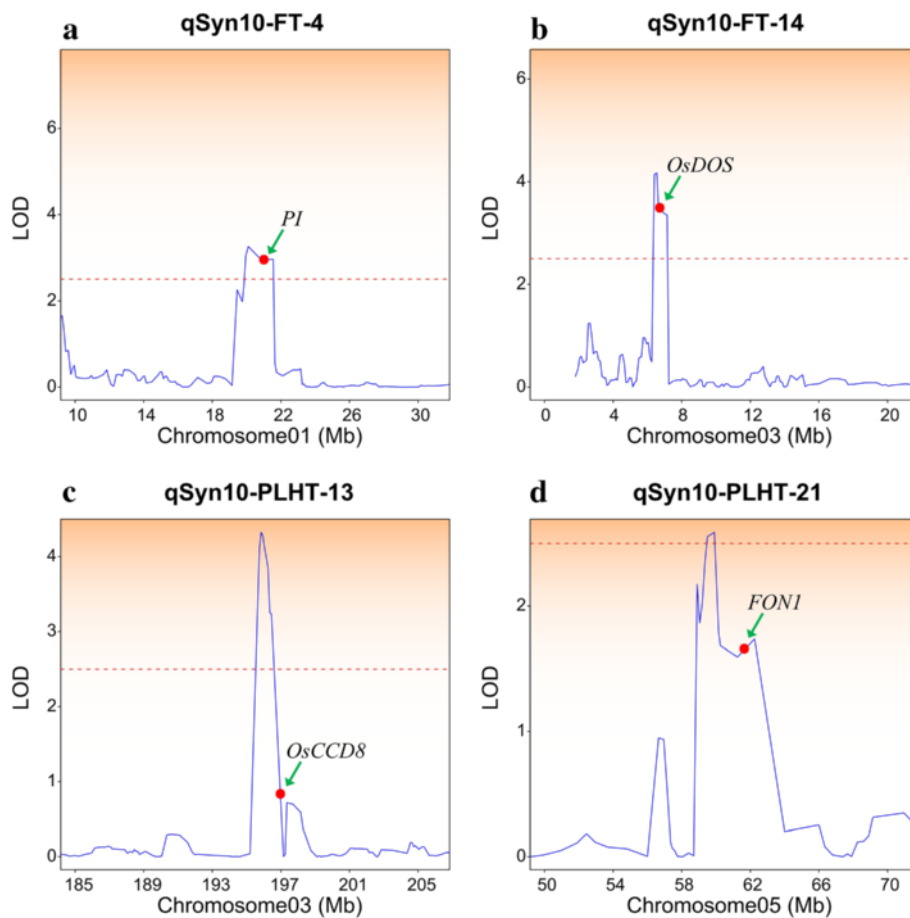 a qSyn10-FT-4
LOD
6
4
2
0
PI
10 14 18 22 26 30
Chromosome01 (Mb)
b qSyn10-FT-14
LOD
6
4
2
0
OsDOS
0 4 8 12 16 20
Chromosome03 (Mb)
c qSyn10-PLHT-13
LOD
4
3
2
1
0
OsCCD8
185 189 193 197 201 205
Chromosome03 (Mb)
d qSyn10-PLHT-21
LOD
2
1
0
FON1
50 54 58 62 66 70
Chromosome05 (Mb)